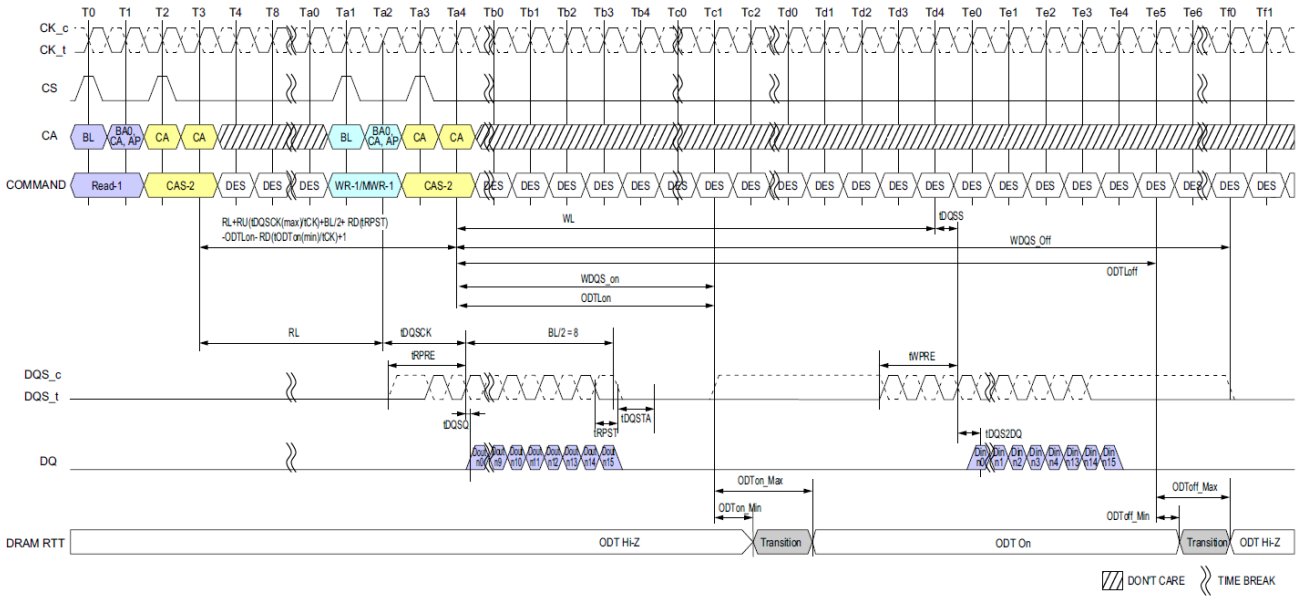 T0 T1 T2 T3 T4 T8 Ta0 Ta1 Ta2 Ta3 Ta4 Tb0 Tb1 Tb2 Tb3 Tb4 Tc0 Tc1 Tc2 Td0 Td1 Td2 Td3 Td4 Te0 Te1 Te2 Te3 Te4 Te5 Te6 Tf0 Tf1
CK_c
CK_t
CS
CA BL BA0, CA, AP CA CA BL BA0, CA, AP CA CA
COMMAND Read-1 CAS-2 DES DES DES WR-1/MWR-1 CAS-2 DES DES DES DES DES DES DES DES DES DES DES DES DES DES DES DES DES DES DES DES DES DES
RL+RU(tDQSCK(max)/tCK)+BL/2+ RD(tRPST)
-ODTLon- RD(tODTon(min)/tCK)+1
WL tDQSS
WDQS_Off
ODTLoff
WDQS_on
ODTLon
RL tDQSCK BL/2 = 8
tRPRE tWPRE
DQS_c
DQS_t
tDQSQ tRPST tDQSTA tDQS2DQ
DQ Dout n0 Dout n9 Dout n10 Dout n11 Dout n12 Dout n13 Dout n14 Dout n15 Din n0 Din n1 Din n2 Din n3 Din n4 Din n13 Din n14 Din n15
ODTon_Max ODToff_Max
ODTon_Min ODToff_Min
DRAM RTT ODT Hi-Z Transition ODT On Transition ODT Hi-Z
DON'T CARE TIME BREAK